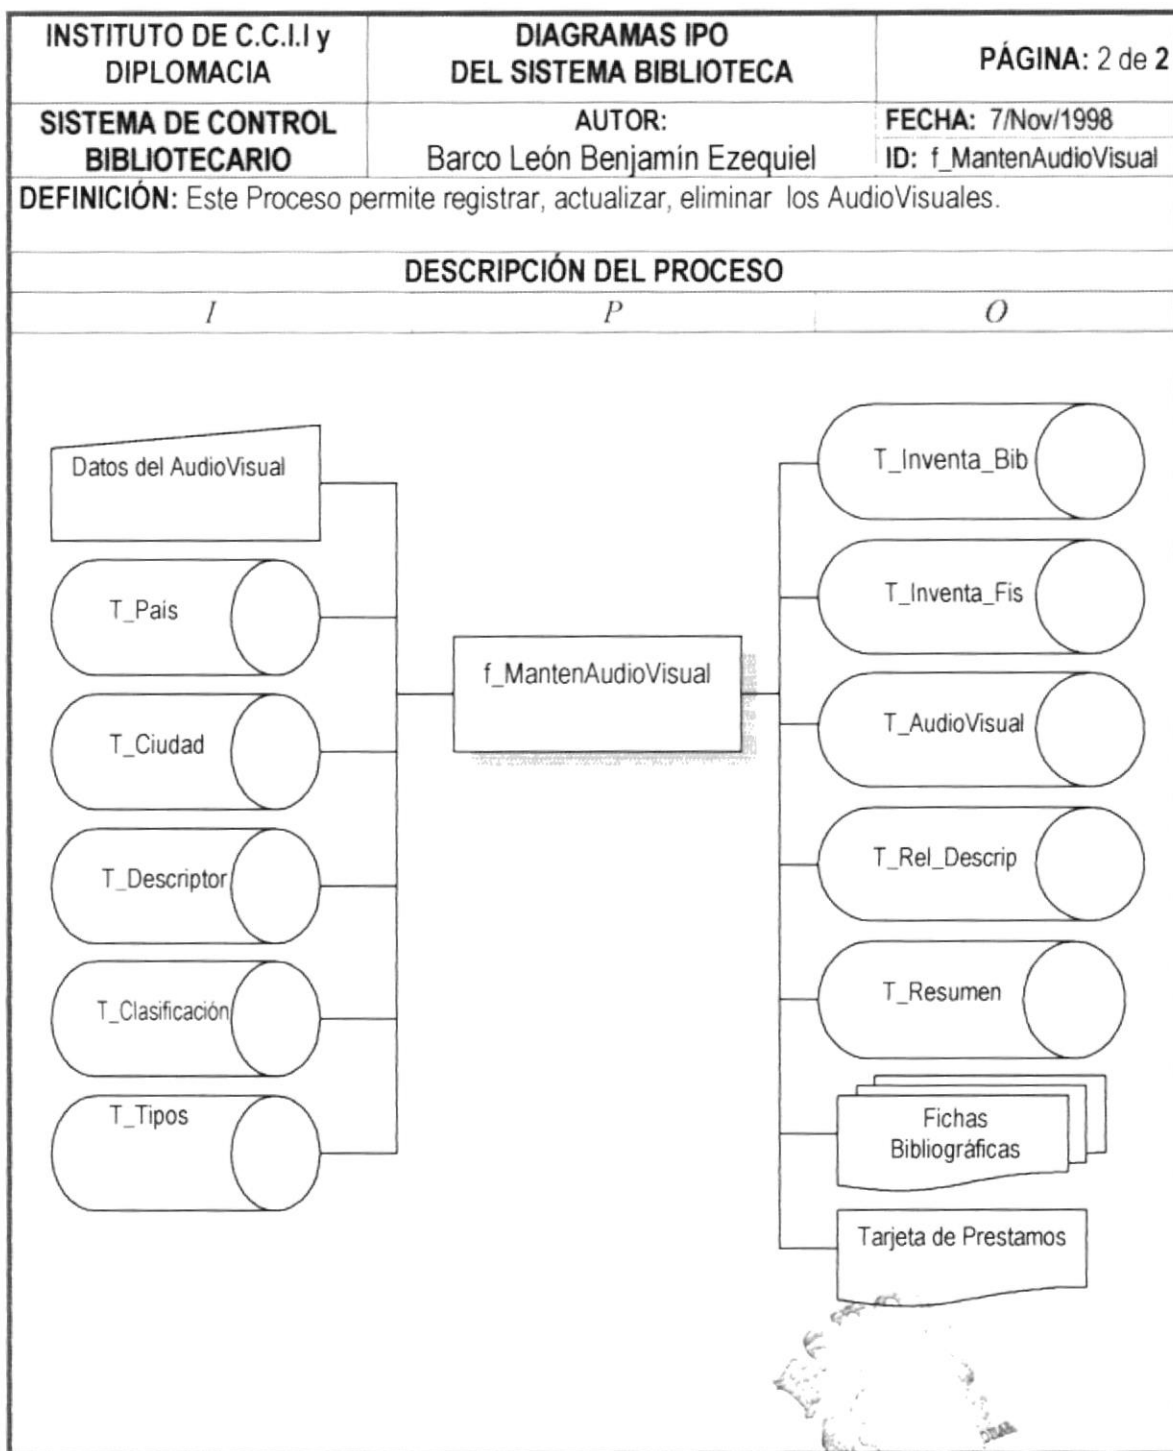 INSTITUTO DE C.C.I.I y
DIPLOMACIA
DIAGRAMAS IPO
DEL SISTEMA BIBLIOTECA
PÁGINA: 2 de 2
SISTEMA DE CONTROL
BIBLIOTECARIO
AUTOR:
Barco León Benjamín Ezequiel
FECHA: 7/Nov/1998
ID: f_MantenAudioVisual
DEFINICIÓN: Este Proceso permite registrar, actualizar, eliminar los AudioVisuales.
DESCRIPCIÓN DEL PROCESO
I
P
O
Datos del AudioVisual
T_País
T_Ciudad
T_Descriptor
T_Clasificación
T_Tipos
f_MantenAudioVisual
T_Inventa_Bib
T_Inventa_Fis
T_AudioVisual
T_Rel_Descrip
T_Resumen
Fichas
Bibliográficas
Tarjeta de Prestamos